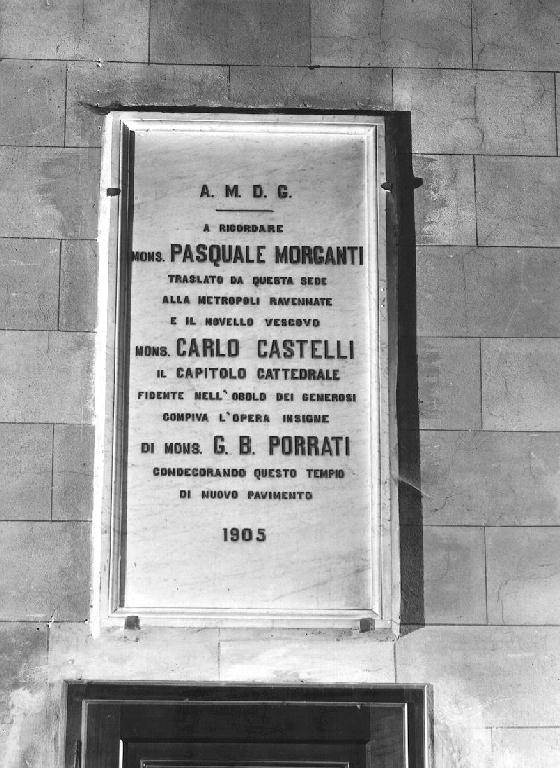 A. M. D. G.
A RICORDARE
MONS. PASQUALE MORGANTI
TRASLATO DA QUESTA SEDE
ALLA METROPOLI RAVENNATE
E IL NOVELLO VESCOVO
MONS. CARLO CASTELLI
IL CAPITOLO CATTEDRALE
FIDENTE NELL'OBOLO DEI GENEROSI
COMPIVA L'OPERA INSIGNE
DI MONS. G. B. PORRATI
CONDECORANDO QUESTO TEMPIO
DI NUOVO PAVIMENTO
1905